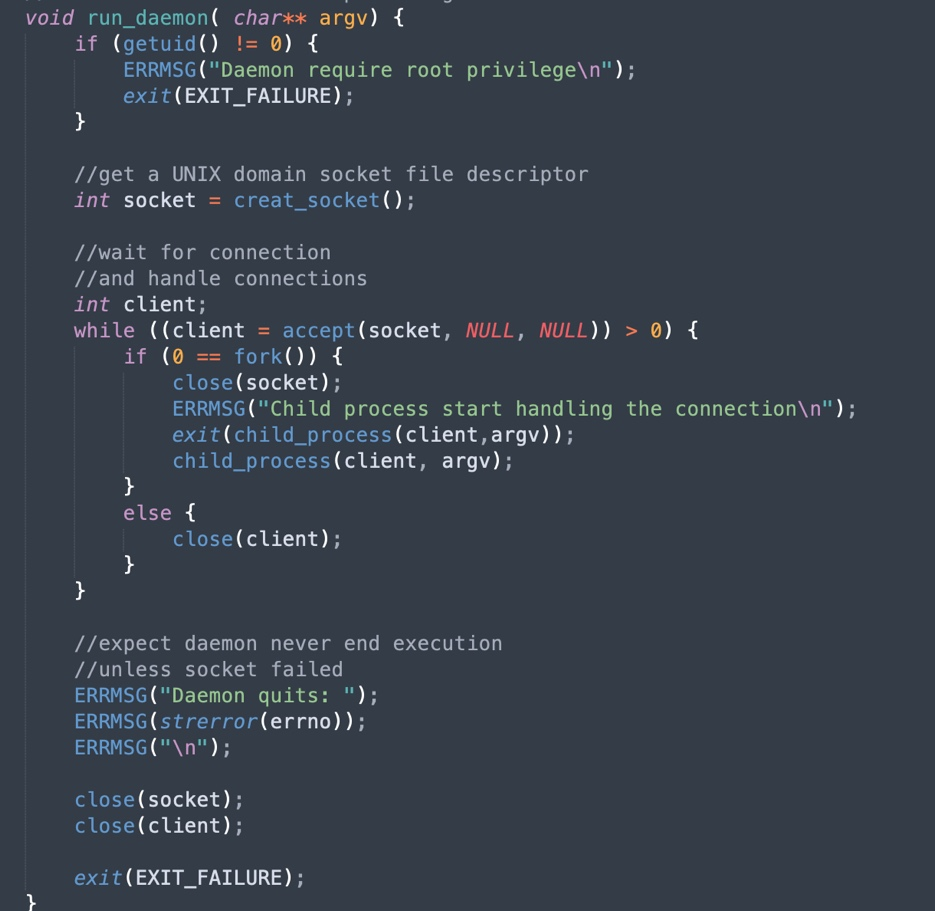 void run_daemon( char** argv) {
    if (getuid() != 0) {
        ERRMSG("Daemon require root privilege\n");
        exit(EXIT_FAILURE);
    }

    //get a UNIX domain socket file descriptor
    int socket = creat_socket();

    //wait for connection
    //and handle connections
    int client;
    while ((client = accept(socket, NULL, NULL)) > 0) {
        if (0 == fork()) {
            close(socket);
            ERRMSG("Child process start handling the connection\n");
            exit(child_process(client,argv));
            child_process(client, argv);
        }
        else {
            close(client);
        }
    }

    //expect daemon never end execution
    //unless socket failed
    ERRMSG("Daemon quits: ");
    ERRMSG(strerror(errno));
    ERRMSG("\n");

    close(socket);
    close(client);

    exit(EXIT_FAILURE);
}